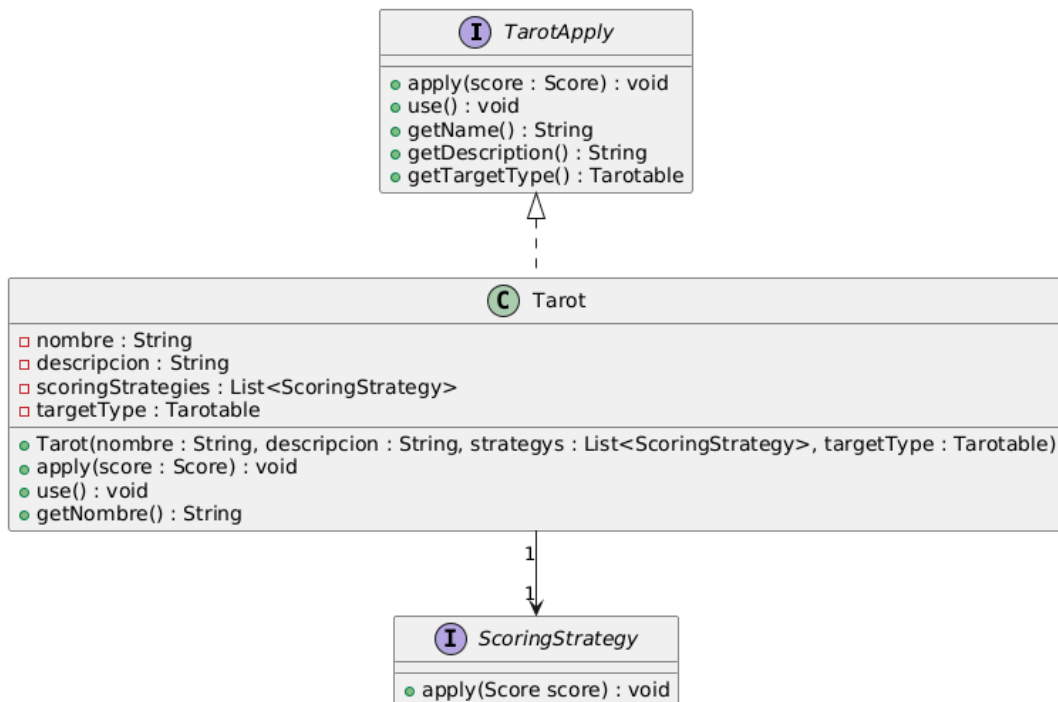 I TarotApply
apply(score : Score) : void
use() : void
getName() : String
getDescription() : String
getTargetType() : Tarotable
C Tarot
nombre : String
descripcion : String
scoringStrategies : List<ScoringStrategy>
targetType : Tarotable
Tarot(nombre : String, descripcion : String, strategys : List<ScoringStrategy>, targetType : Tarotable)
apply(score : Score) : void
use() : void
getNombre() : String
1
1
I ScoringStrategy
apply(Score score) : void